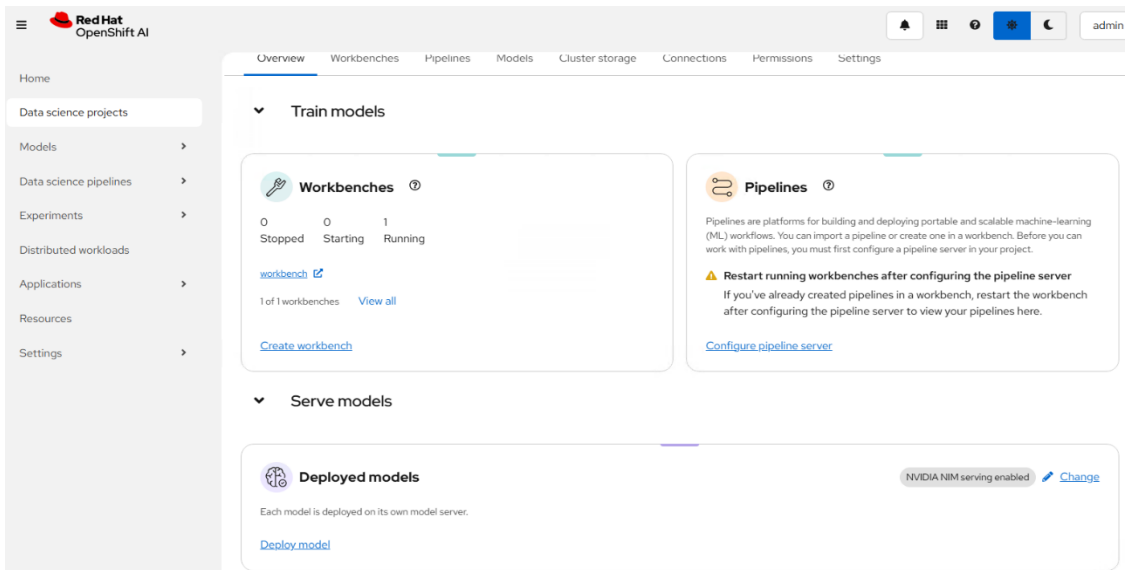 Red Hat
OpenShift AI
admin
Home
Data science projects
Models
Data science pipelines
Experiments
Distributed workloads
Applications
Resources
Settings
Overview Workbenches Pipelines Models Cluster storage Connections Permissions Settings
Train models
Workbenches
0 0 1
Stopped Starting Running
workbench
1 of 1 workbenches View all
Create workbench
Pipelines
Pipelines are platforms for building and deploying portable and scalable machine-learning
(ML) workflows. You can import a pipeline or create one in a workbench. Before you can
work with pipelines, you must first configure a pipeline server in your project.
Restart running workbenches after configuring the pipeline server
If you've already created pipelines in a workbench, restart the workbench
after configuring the pipeline server to view your pipelines here.
Configure pipeline server
Serve models
Deployed models
NVIDIA NIM serving enabled Change
Each model is deployed on its own model server.
Deploy model